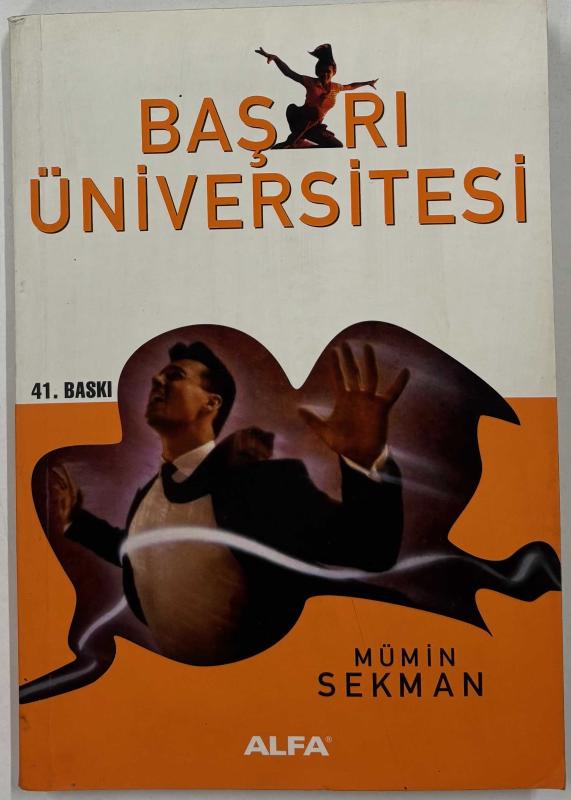 BAŞARI
ÜNİVERSİTESİ
41. BASKI
MÜMİN
SEKMAN
ALFA®